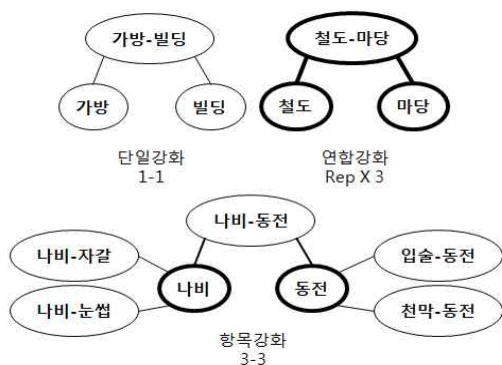 가방-빌딩
철도-마당
가방
빌딩
철도
마당
단일강화
1-1
연합강화
Rep X 3
나비-동전
나비-자갈
입술-동전
나비
동전
나비-눈썹
천막-동전
항목강화
3-3